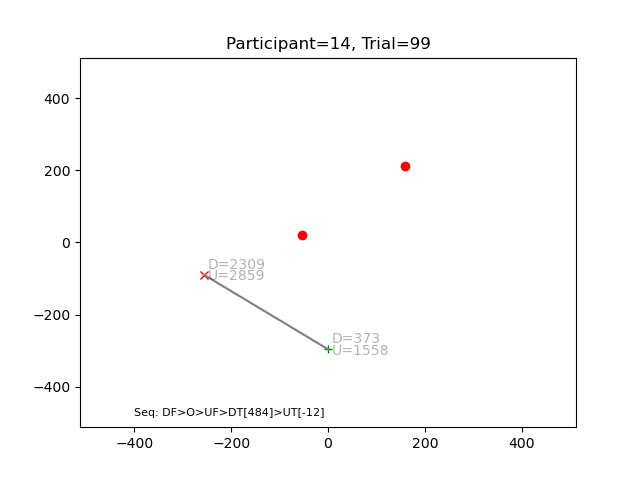 Participant=14, Trial=99
400
200
0
−200
−400
D=2309
U=2859
D=373
U=1558
Seq: DF>O>UF>DT[484]>UT[-12]
−400
−200
0
200
400